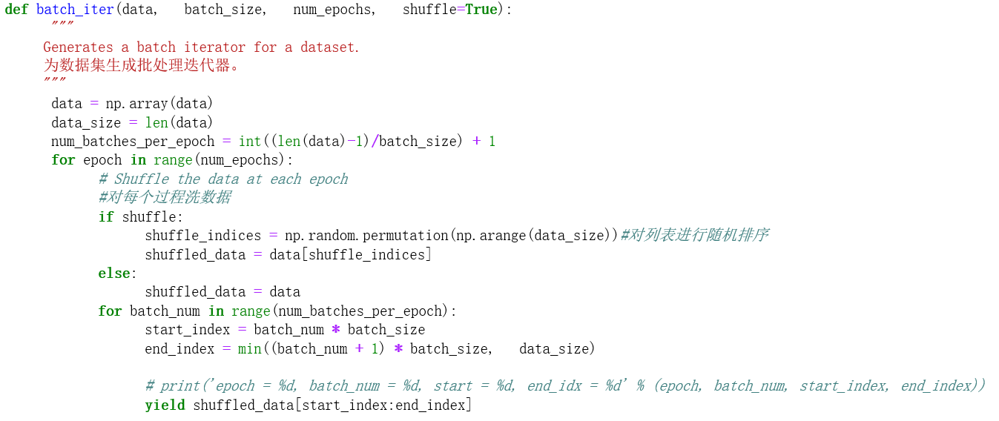 def batch_iter(data, batch_size, num_epochs, shuffle=True):
"""
Generates a batch iterator for a dataset.
为数据集生成批处理迭代器。
"""
data = np.array(data)
data_size = len(data)
num_batches_per_epoch = int((len(data)-1)/batch_size) + 1
for epoch in range(num_epochs):
# Shuffle the data at each epoch
#对每个过程洗数据
if shuffle:
shuffle_indices = np.random.permutation(np.arange(data_size))#对列表进行随机排序
shuffled_data = data[shuffle_indices]
else:
shuffled_data = data
for batch_num in range(num_batches_per_epoch):
start_index = batch_num * batch_size
end_index = min((batch_num + 1) * batch_size, data_size)
# print('epoch = %d, batch_num = %d, start = %d, end_idx = %d' % (epoch, batch_num, start_index, end_index))
yield shuffled_data[start_index:end_index]